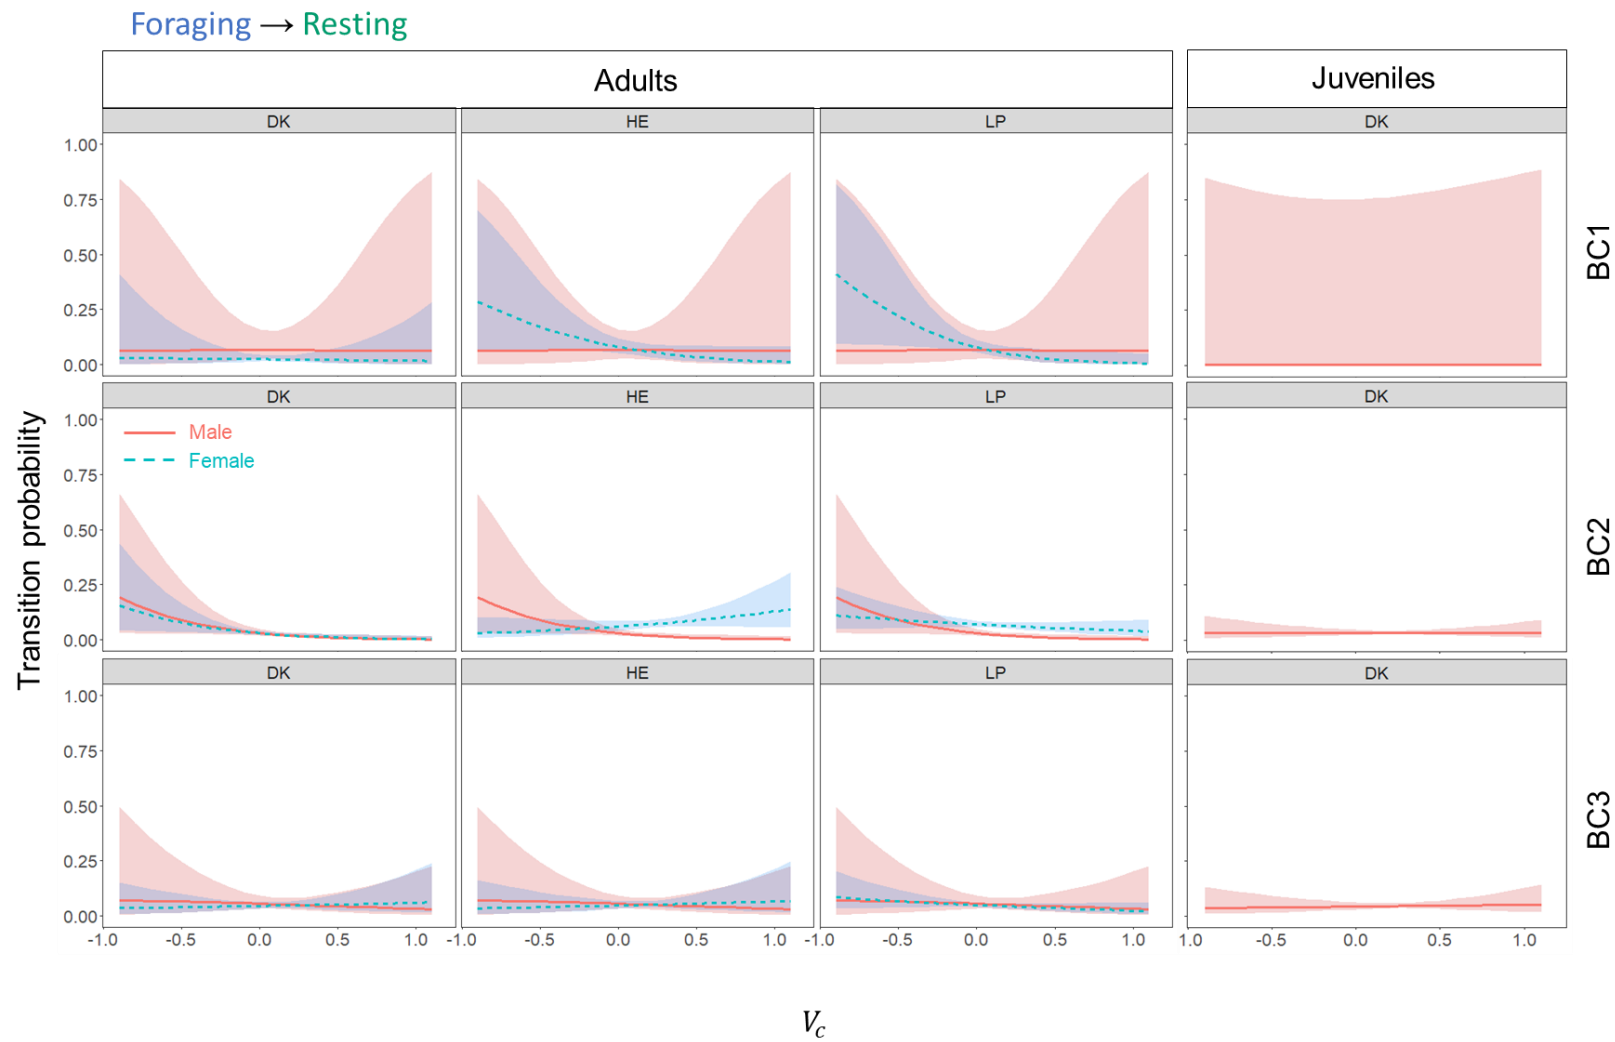 Foraging → Resting
Adults
Juveniles
DK
HE
LP
DK
1.00
0.75
0.50
0.25
0.00
BC1
DK
HE
LP
DK
1.00
0.75
0.50
0.25
0.00
Male
Female
BC2
DK
HE
LP
DK
1.00
0.75
0.50
0.25
0.00
BC3
-1.0 -0.5 0.0 0.5 1.0
-1.0 -0.5 0.0 0.5 1.0
-1.0 -0.5 0.0 0.5 1.0
1.0 -0.5 0.0 0.5 1.0
Transition probability
Vc